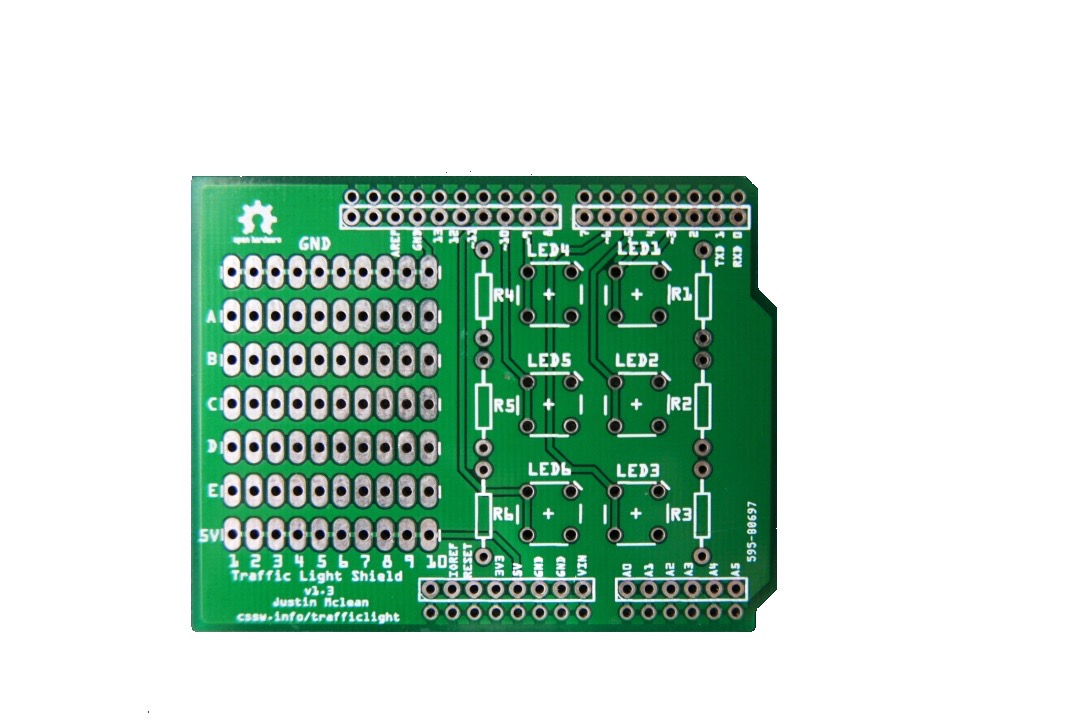 open hardware
GND
AREF
GND
13
12
~11
~10
~9
8
7
~6
~5
4
~3
2
TXD 1
RXD 0
LED4
LED1
A
R4
R1
B
LED5
LED2
C
R5
R2
D
LED6
LED3
E
R6
R3
5V
1 2 3 4 5 6 7 8 9 10
IOREF
RESET
3V3
5V
GND
GND
VIN
A0
A1
A2
A3
A4
A5
595-80697
Traffic Light Shield
v1.3
Justin Mclean
cssw.info/trafficlight